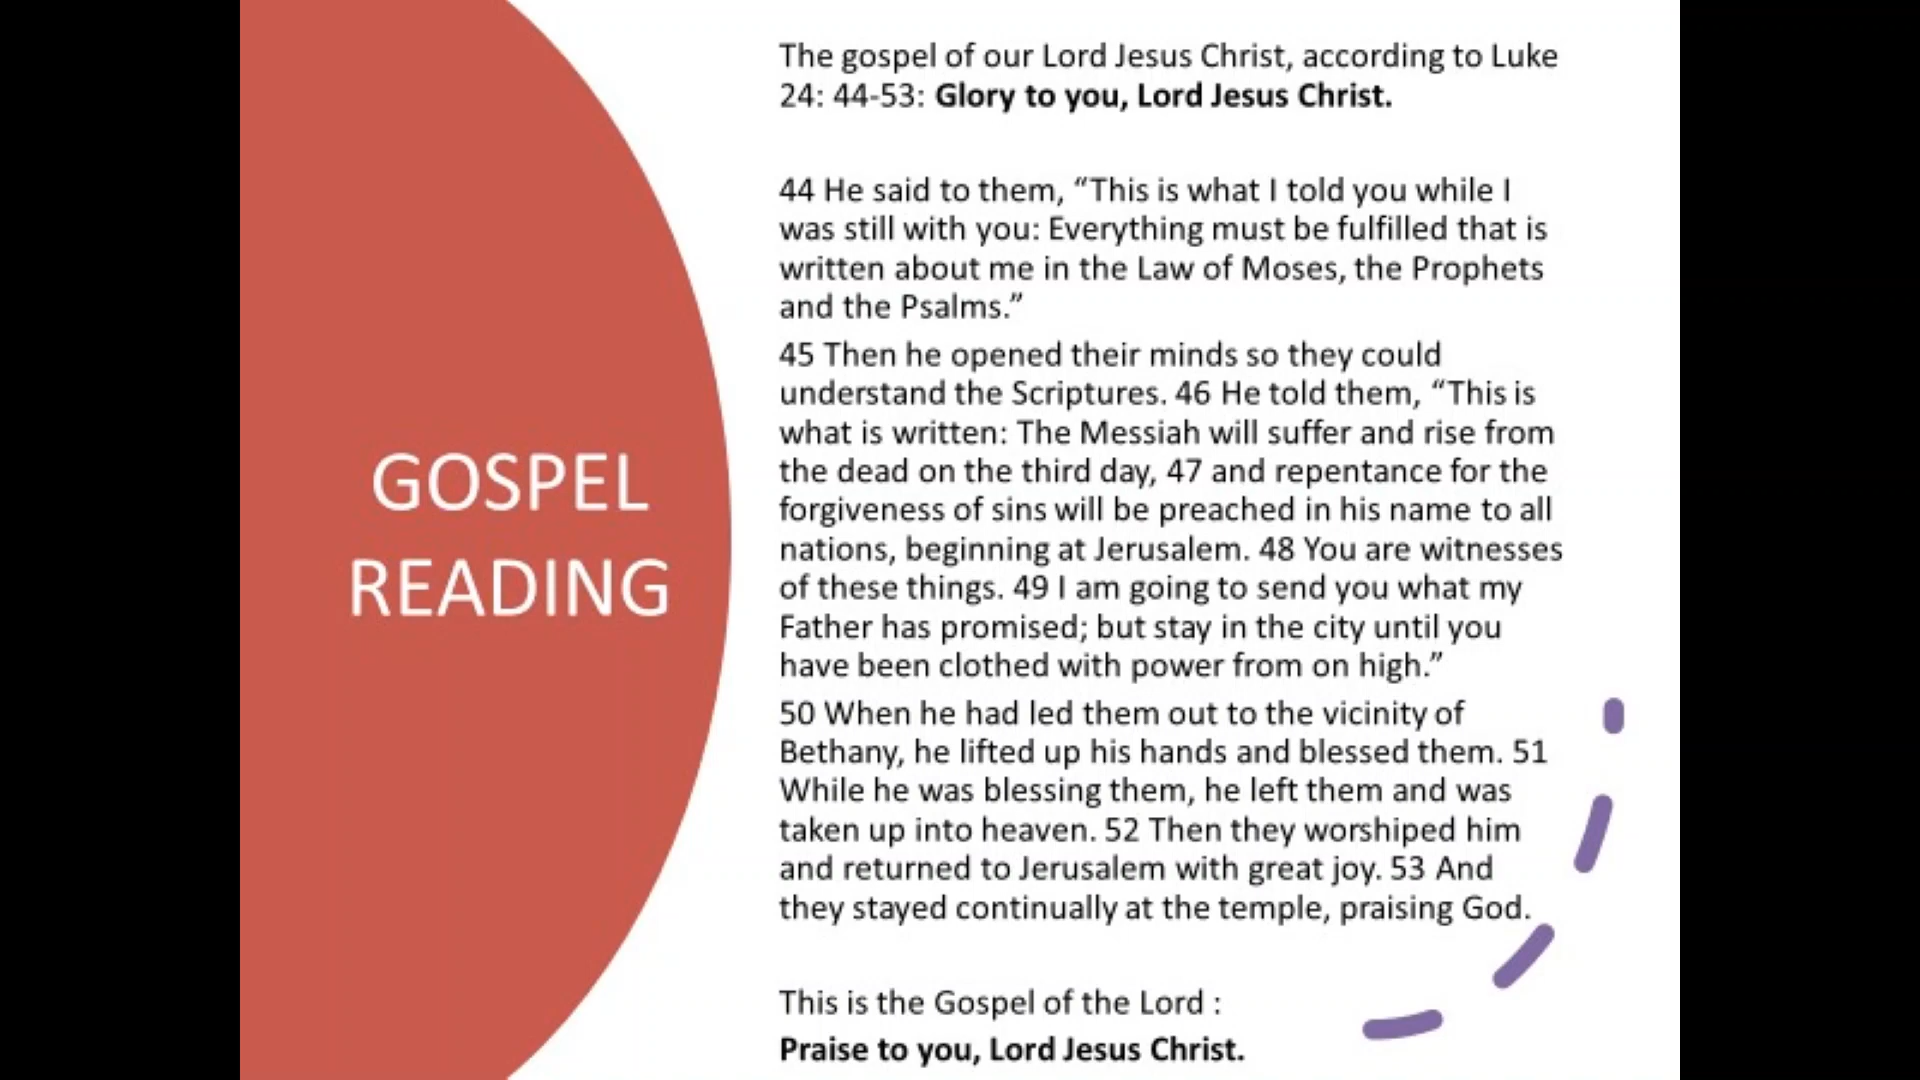 GOSPEL
READING
The gospel of our Lord Jesus Christ, according to Luke
24: 44-53: Glory to you, Lord Jesus Christ.
44 He said to them, “This is what I told you while I
was still with you: Everything must be fulfilled that is
written about me in the Law of Moses, the Prophets
and the Psalms.”
45 Then he opened their minds so they could
understand the Scriptures. 46 He told them, “This is
what is written: The Messiah will suffer and rise from
the dead on the third day, 47 and repentance for the
forgiveness of sins will be preached in his name to all
nations, beginning at Jerusalem. 48 You are witnesses
of these things. 49 I am going to send you what my
Father has promised; but stay in the city until you
have been clothed with power from on high.”
50 When he had led them out to the vicinity of
Bethany, he lifted up his hands and blessed them. 51
While he was blessing them, he left them and was
taken up into heaven. 52 Then they worshiped him
and returned to Jerusalem with great joy. 53 And
they stayed continually at the temple, praising God.
This is the Gospel of the Lord :
Praise to you, Lord Jesus Christ.